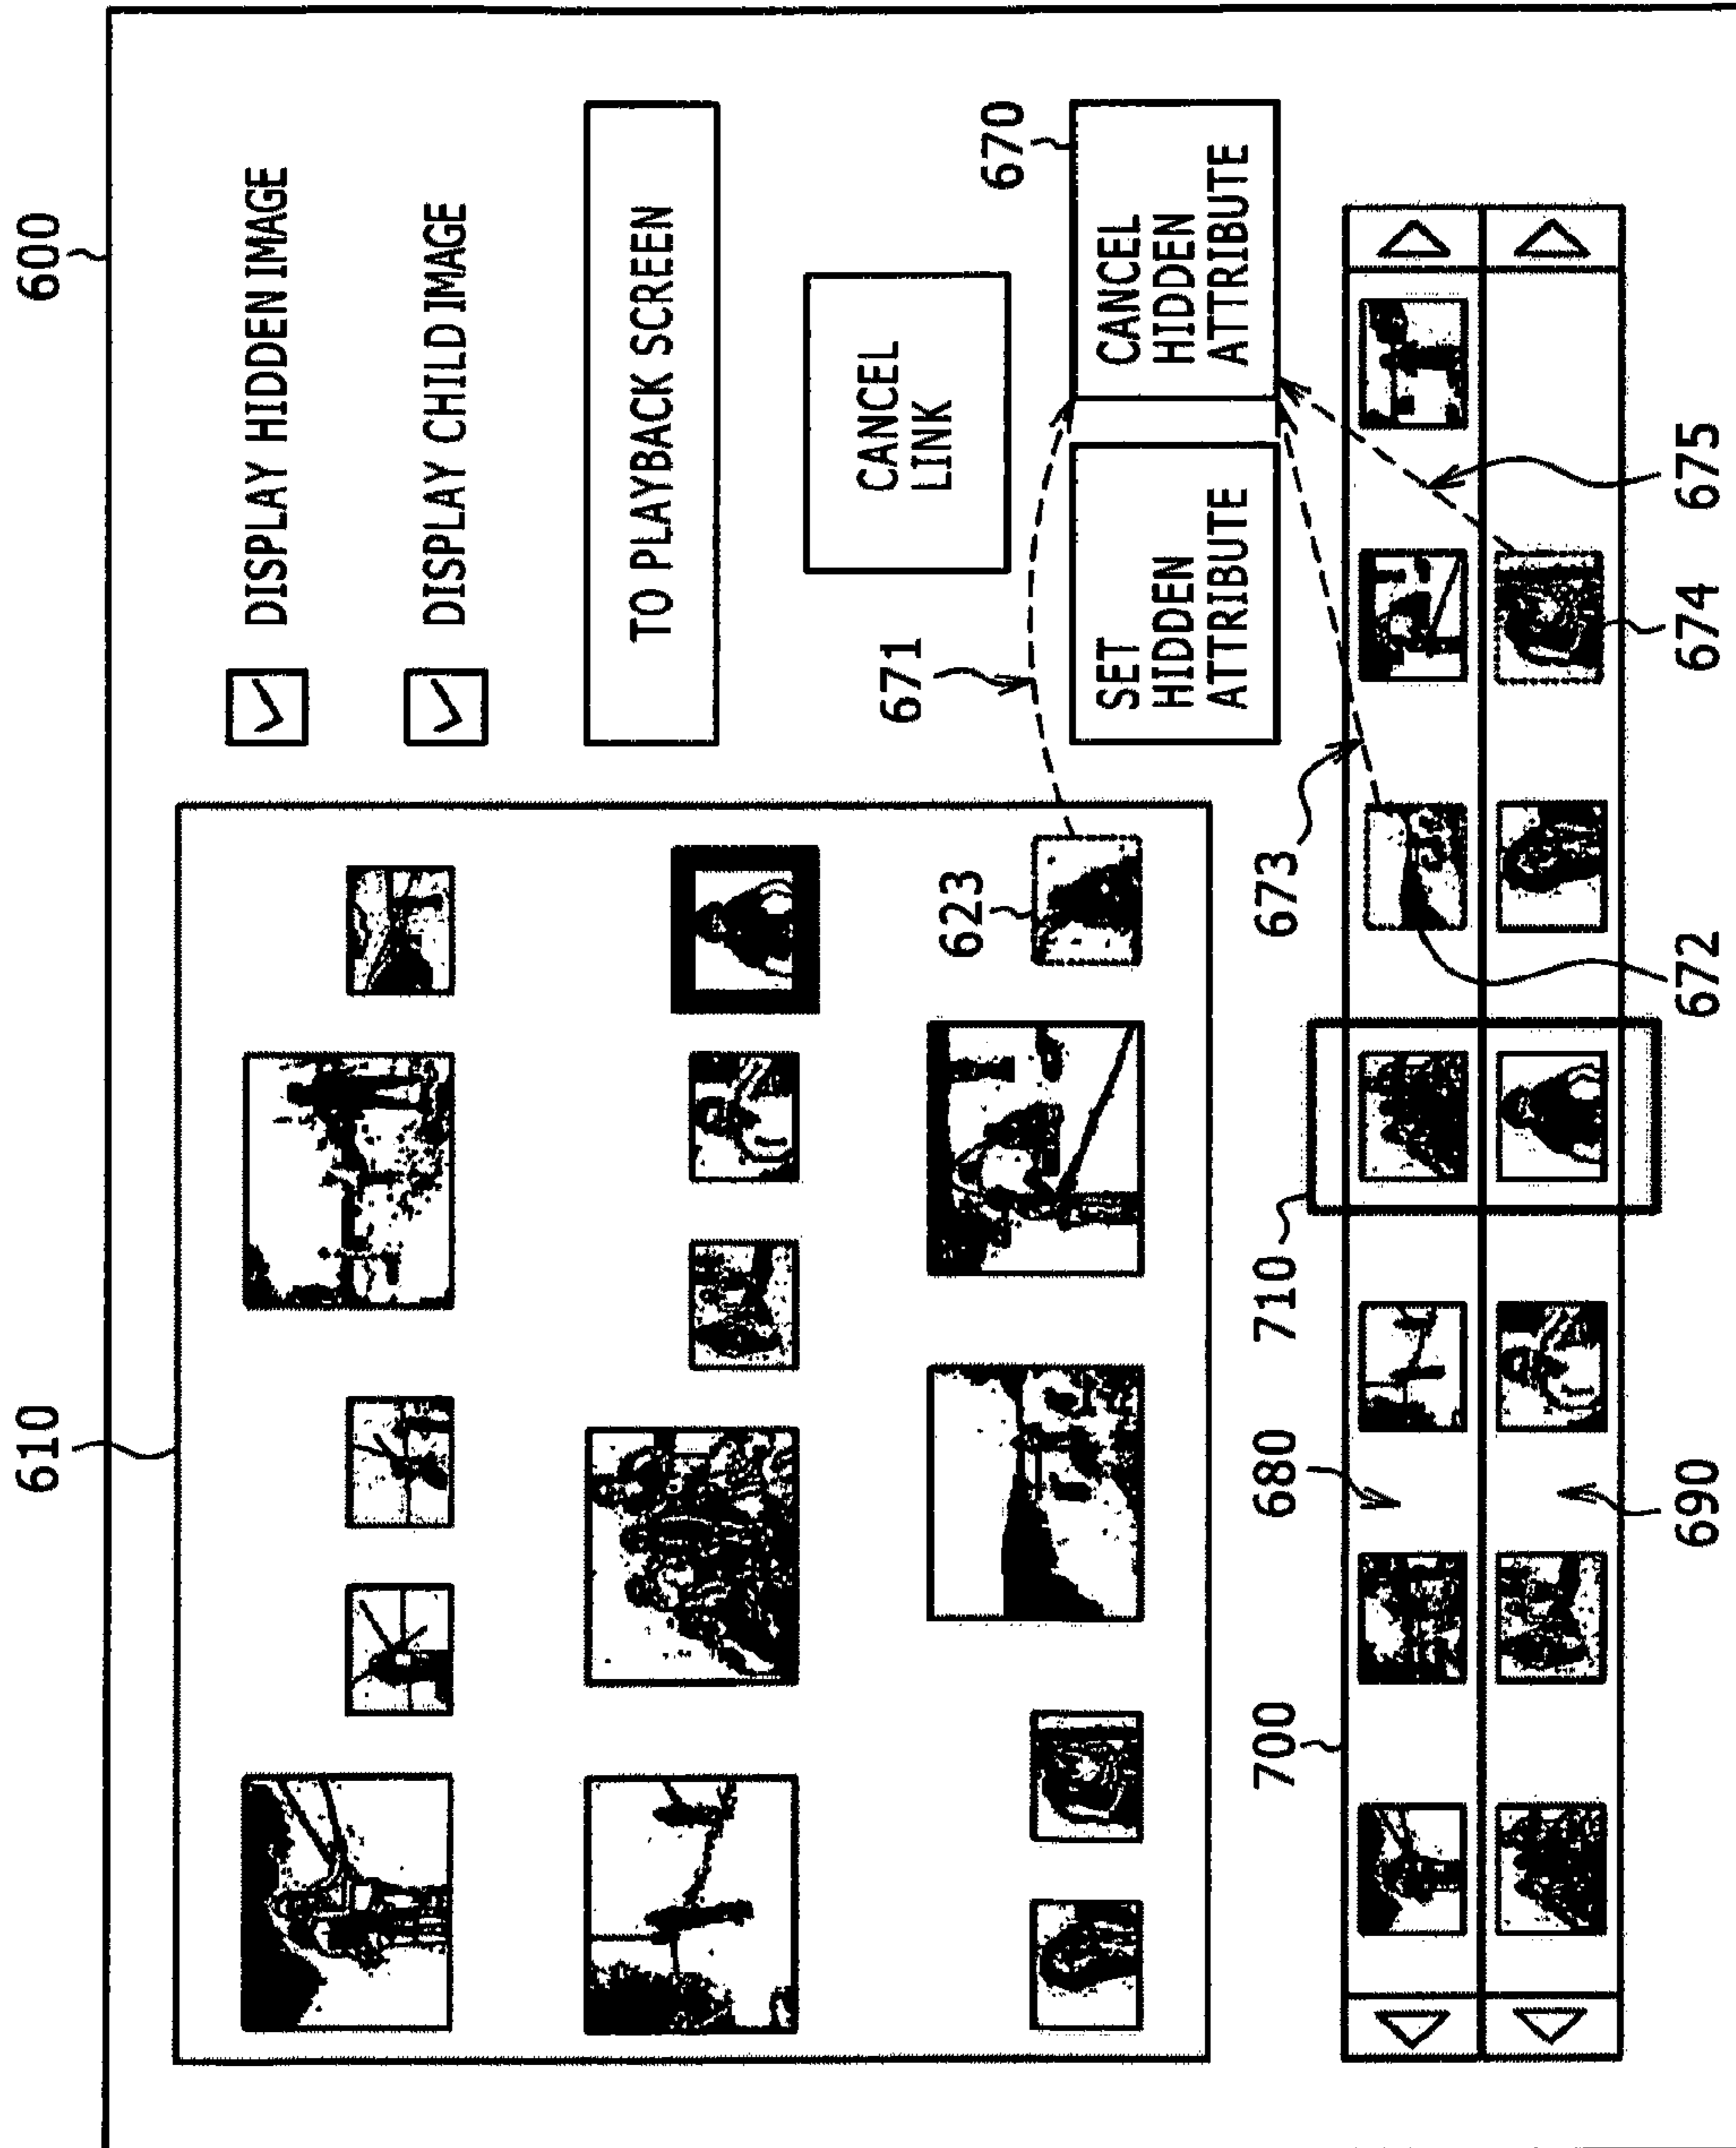 600
610
DISPLAY HIDDEN IMAGE
DISPLAY CHILD IMAGE
TO PLAYBACK SCREEN
CANCEL
LINK
671
623
670
SET
HIDDEN
ATTRIBUTE
CANCEL
HIDDEN
ATTRIBUTE
700
680
710
673
690
672
674
675